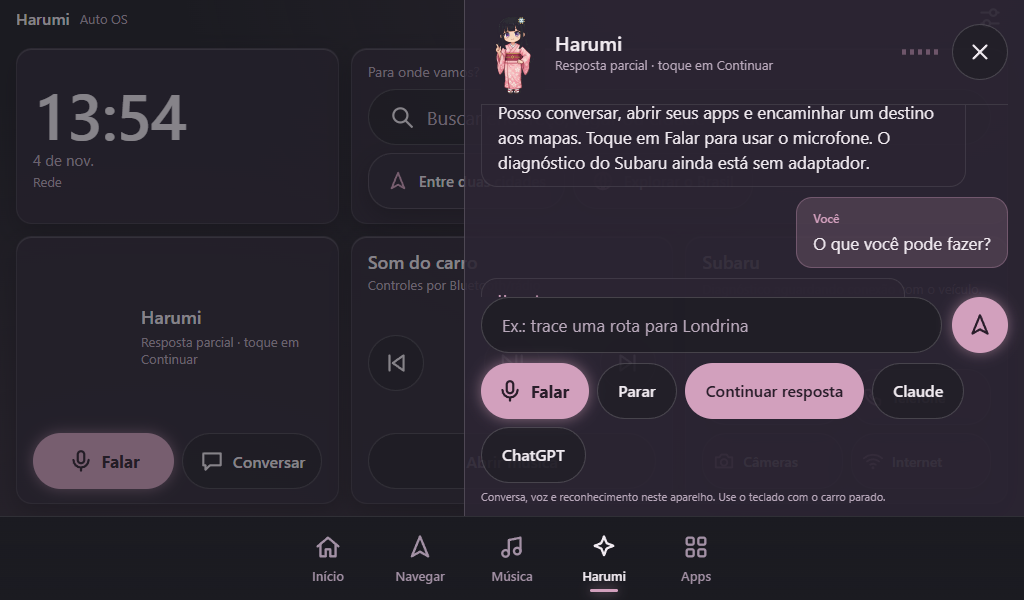 Harumi Auto OS
13:54
4 de nov.
Rede
Para onde vamos?
Buscar
Entre duas
Harumi
Resposta parcial · toque em
Continuar
Falar
Conversar
Som do carro
Controles por
Subaru
com o veículo
Câmeras
Internet
Harumi
Resposta parcial · toque em Continuar
Posso conversar, abrir seus apps e encaminhar um destino
aos mapas. Toque em Falar para usar o microfone. O
diagnóstico do Subaru ainda está sem adaptador.
Você
O que você pode fazer?
Ex.: trace uma rota para Londrina
Falar
Parar
Continuar resposta
Claude
ChatGPT
Conversa, voz e reconhecimento neste aparelho. Use o teclado com o carro parado.
Início
Navegar
Música
Harumi
Apps